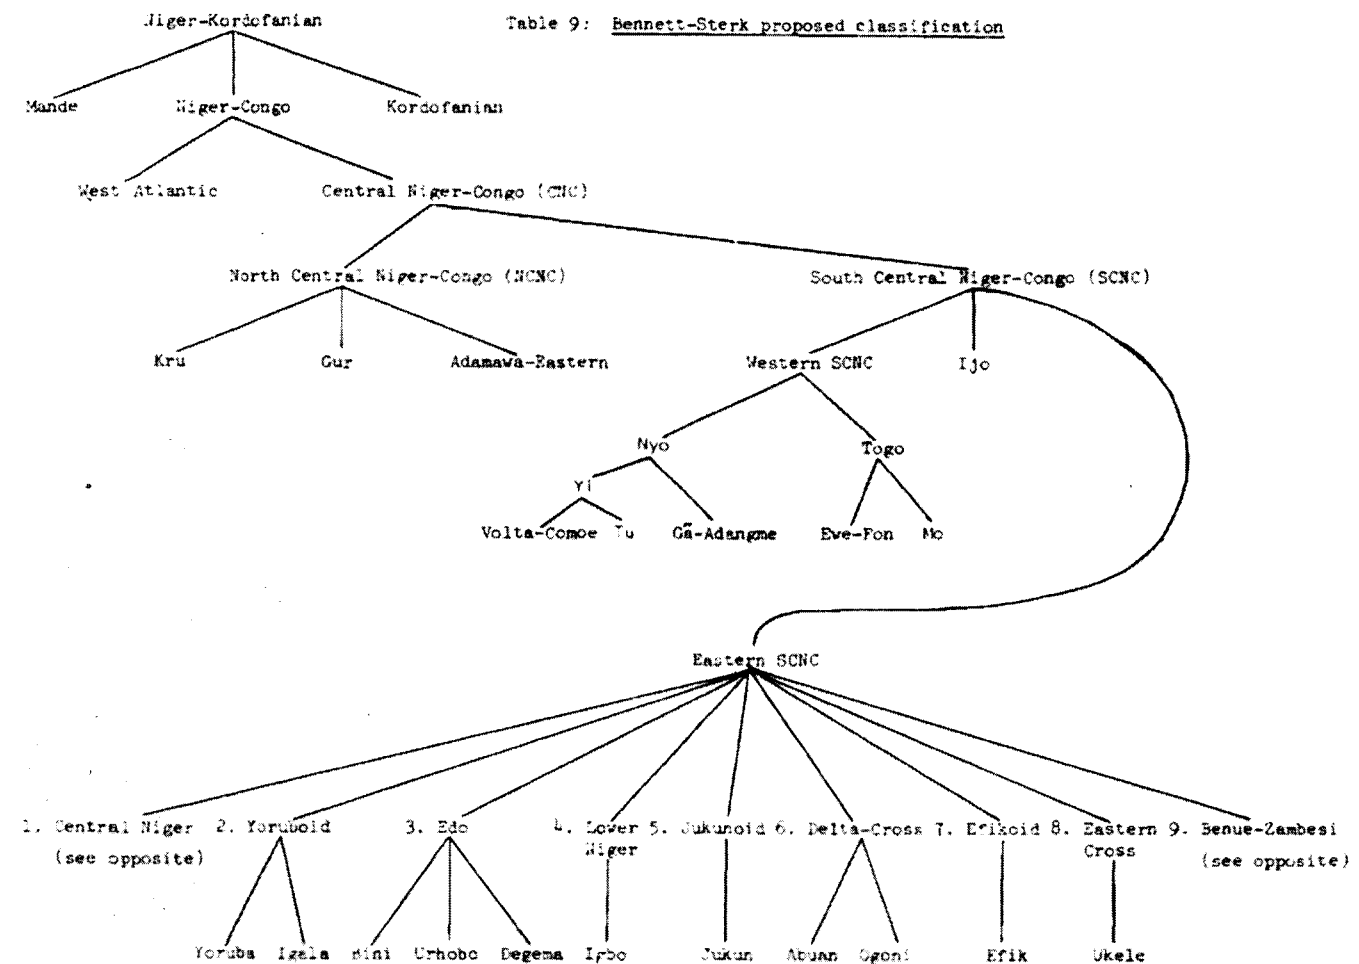 Niger-Kordofanian
Table 9: Bennett-Sterk proposed classification
Mande Niger-Congo Kordofanian
West Atlantic Central Niger-Congo (CNC)
North Central Niger-Congo (NCNC) South Central Niger-Congo (SCNC)
Kru Gur Adamawa-Eastern Western SCNC Ijo
Nyo Togo
Yi
Volta-Comoe Tu Gã-Adangme Ewe-Fon Mo
Eastern SCNC
1. Central Niger 2. Yoruboid 3. Edo 4. Lower 5. Jukunoid 6. Delta-Cross 7. Efikoid 8. Eastern 9. Benue-Zambesi
Niger Cross
(see opposite) (see opposite)
Yoruba Igala Bini Urhobo Degema Igbo Jukun Abuan Ogoni Efik Ukele